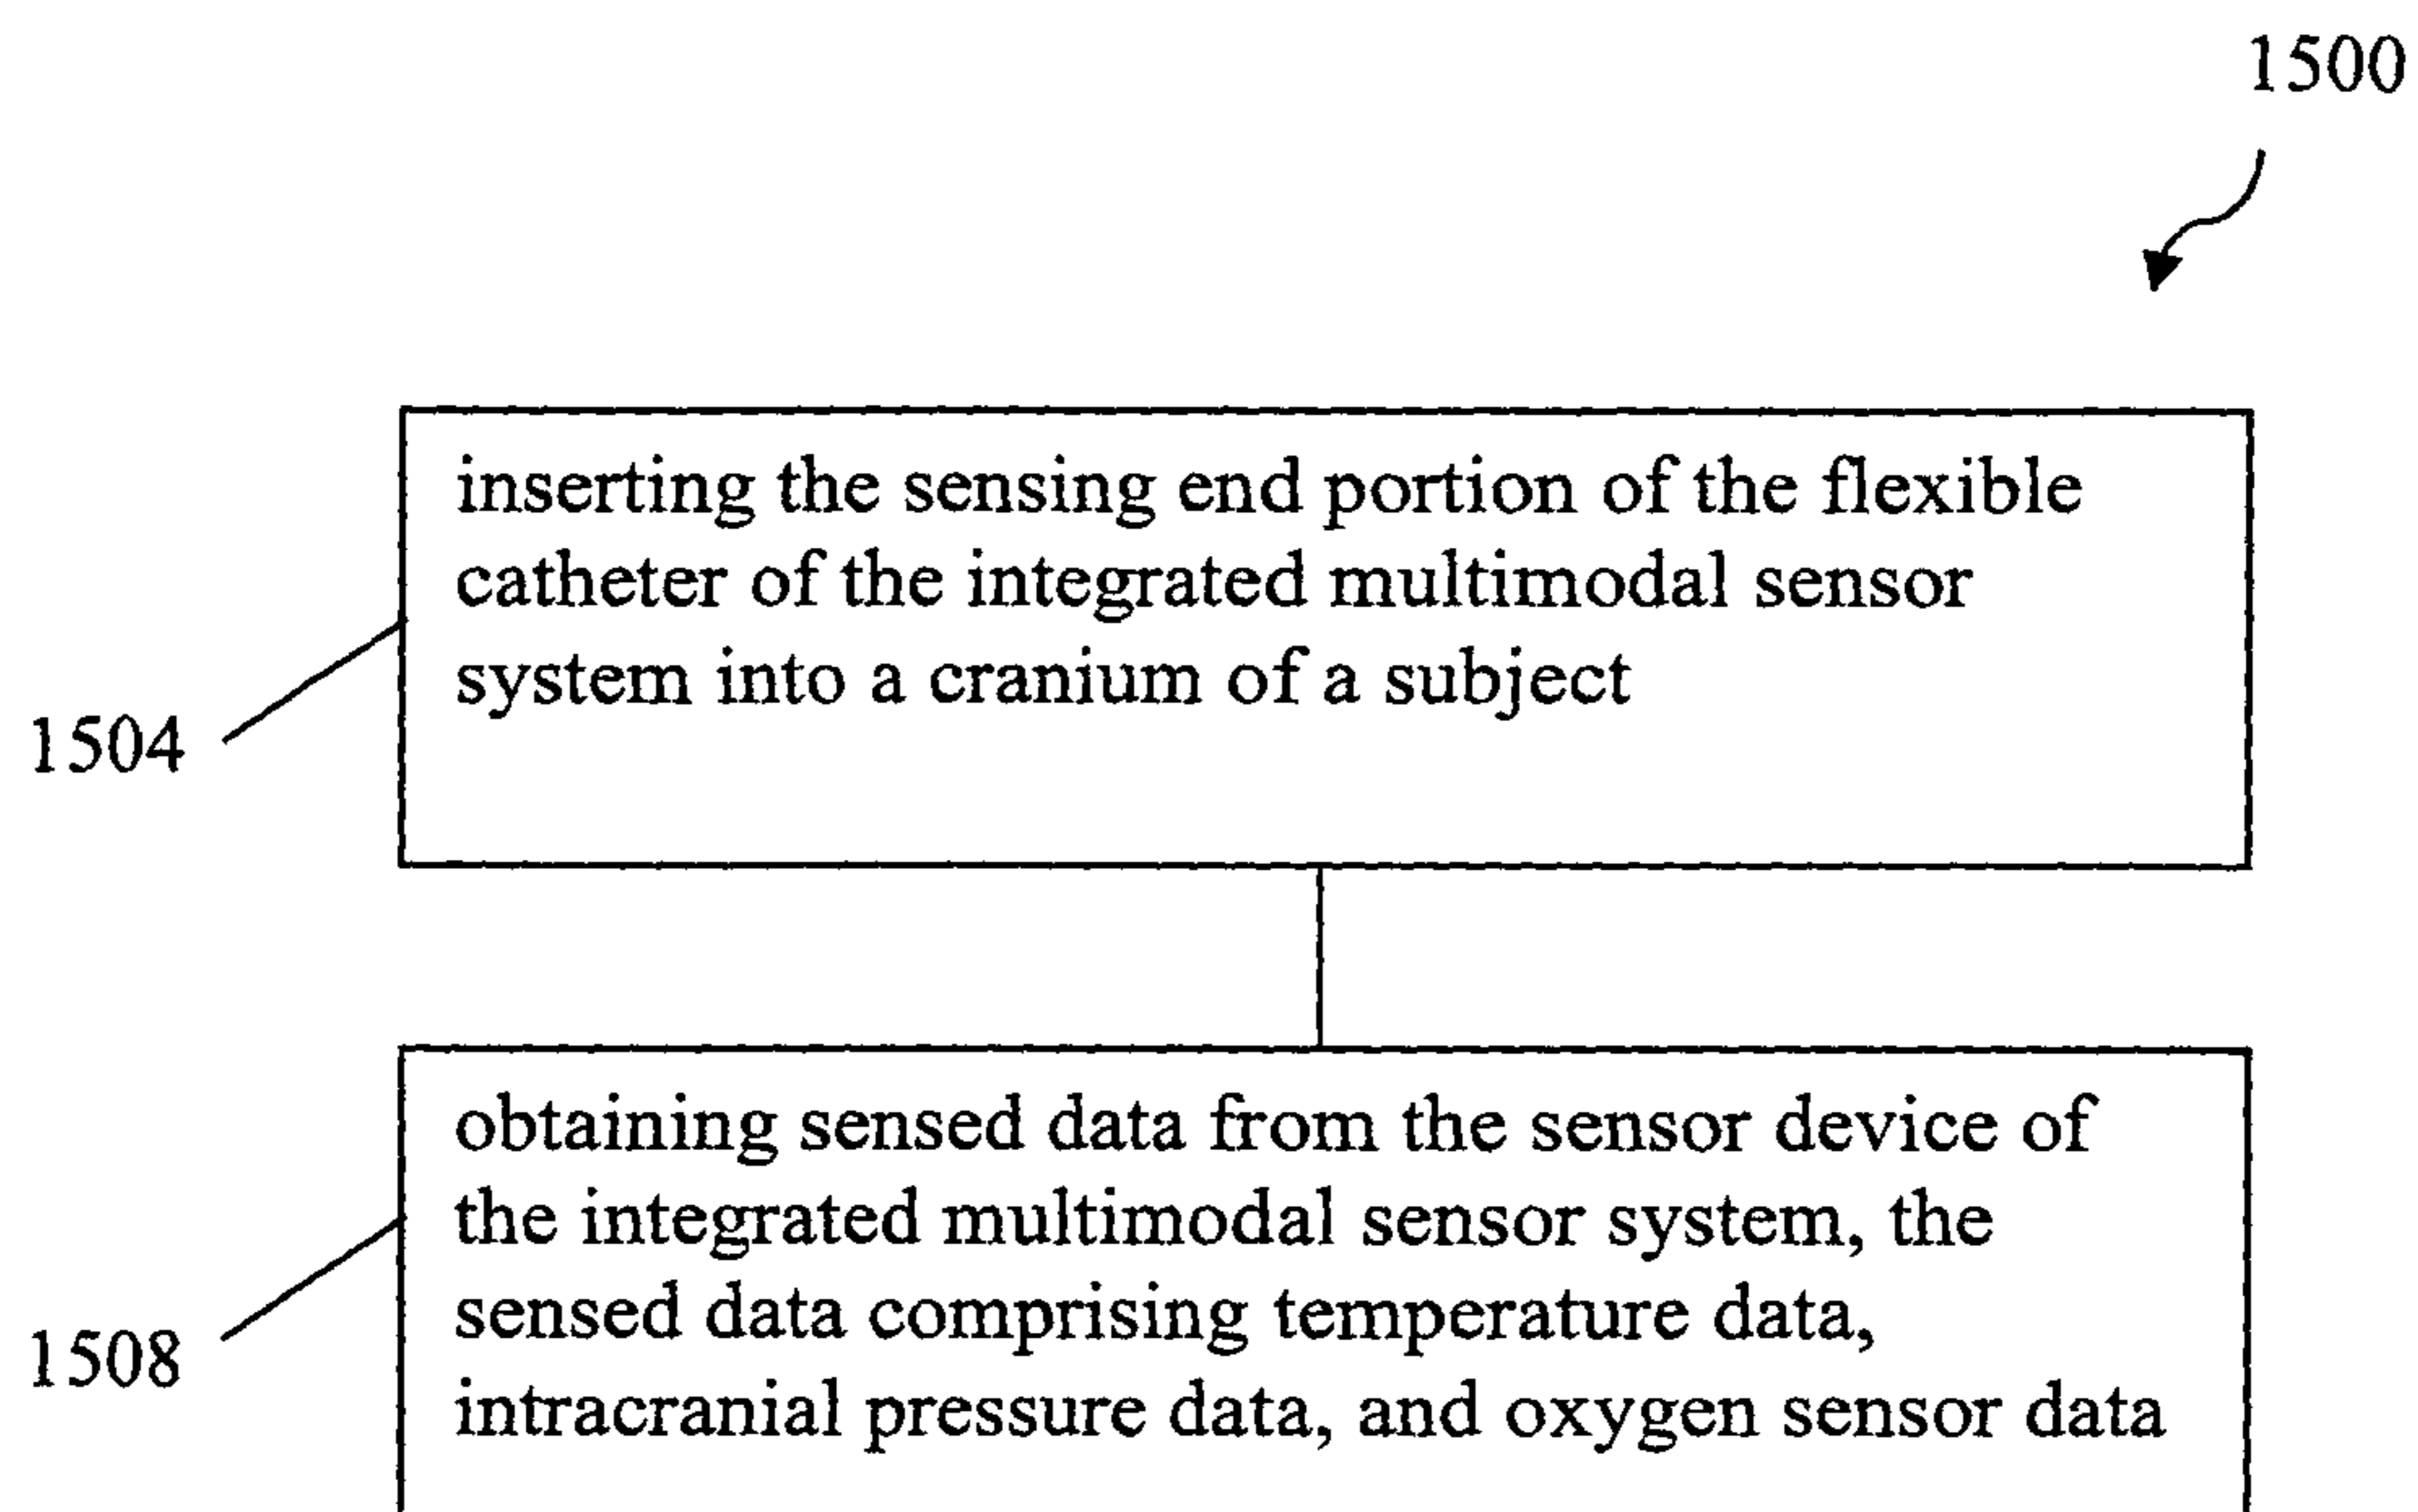 1500
inserting the sensing end portion of the flexible
catheter of the integrated multimodal sensor
system into a cranium of a subject
1504
obtaining sensed data from the sensor device of
the integrated multimodal sensor system, the
sensed data comprising temperature data,
intracranial pressure data, and oxygen sensor data
1508